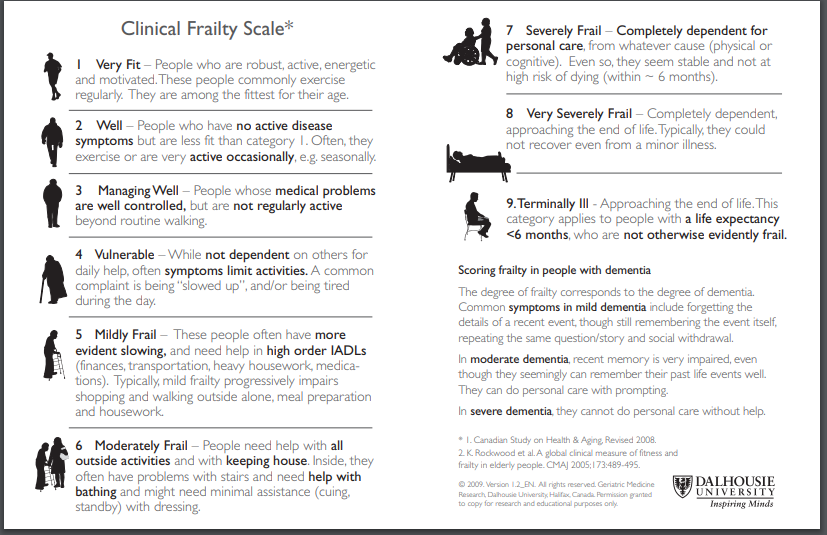 Clinical Frailty Scale*
1 Very Fit – People who are robust, active, energetic
and motivated. These people commonly exercise
regularly. They are among the fittest for their age.
2 Well – People who have no active disease
symptoms but are less fit than category 1. Often, they
exercise or are very active occasionally, e.g. seasonally.
3 Managing Well – People whose medical problems
are well controlled, but are not regularly active
beyond routine walking.
4 Vulnerable – While not dependent on others for
daily help, often symptoms limit activities. A common
complaint is being “slowed up”, and/or being tired
during the day.
5 Mildly Frail – These people often have more
evident slowing, and need help in high order IADLs
(finances, transportation, heavy housework, medica-
tions). Typically, mild frailty progressively impairs
shopping and walking outside alone, meal preparation
and housework.
6 Moderately Frail – People need help with all
outside activities and with keeping house. Inside, they
often have problems with stairs and need help with
bathing and might need minimal assistance (cuing,
standby) with dressing.
7 Severely Frail – Completely dependent for
personal care, from whatever cause (physical or
cognitive). Even so, they seem stable and not at
high risk of dying (within ~ 6 months).
8 Very Severely Frail – Completely dependent,
approaching the end of life. Typically, they could
not recover even from a minor illness.
9. Terminally Ill - Approaching the end of life. This
category applies to people with a life expectancy
<6 months, who are not otherwise evidently frail.
Scoring frailty in people with dementia
The degree of frailty corresponds to the degree of dementia.
Common symptoms in mild dementia include forgetting the
details of a recent event, though still remembering the event itself,
repeating the same question/story and social withdrawal.
In moderate dementia, recent memory is very impaired, even
though they seemingly can remember their past life events well.
They can do personal care with prompting.
In severe dementia, they cannot do personal care without help.
* 1. Canadian Study on Health & Aging, Revised 2008.
2. K. Rockwood et al. A global clinical measure of fitness and
frailty in elderly people. CMAJ 2005;173:489-495.
© 2009. Version 1.2_EN. All rights reserved. Geriatric Medicine
Research, Dalhousie University, Halifax, Canada. Permission granted
to copy for research and educational purposes only.
DALHOUSIE
UNIVERSITY
Inspiring Minds